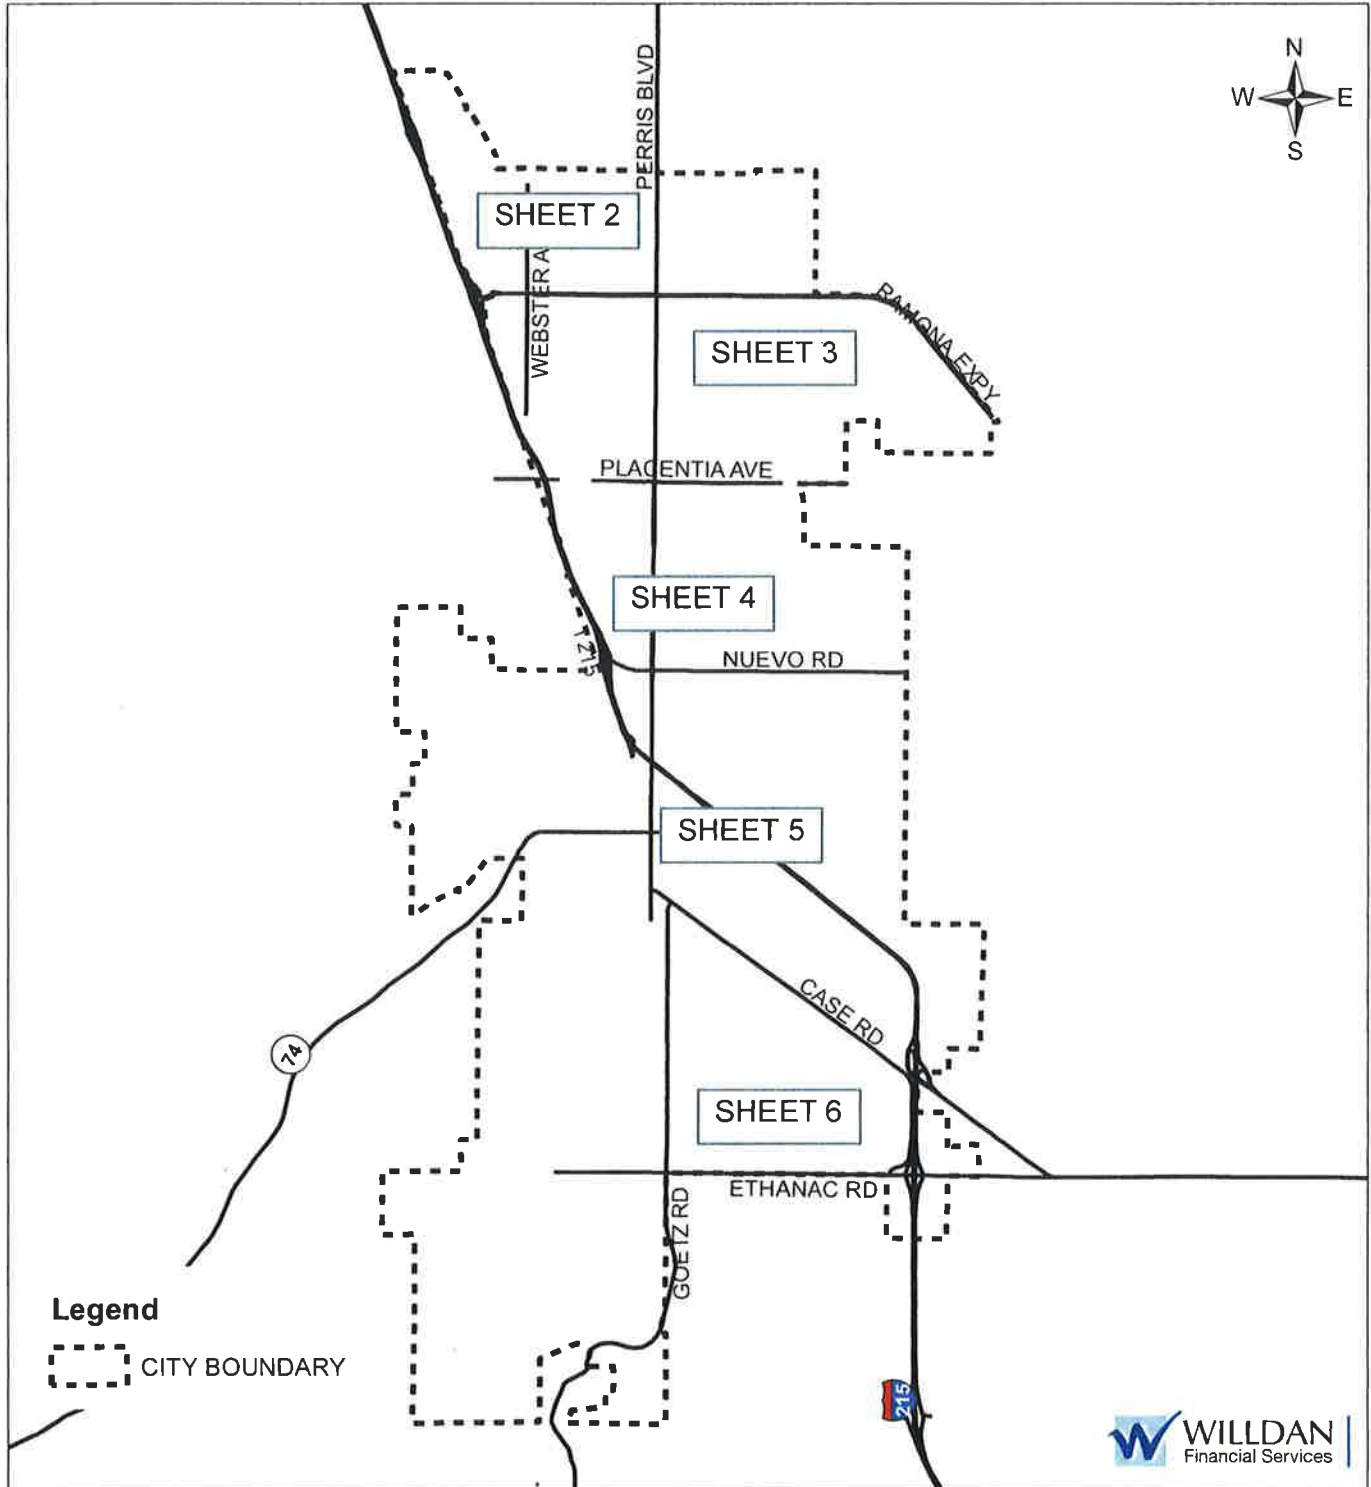 N
W E
S
PERRIS BLVD
SHEET 2
WEBSTER A
RAMONA EXPY
SHEET 3
PLACENTIA AVE
SHEET 4
I 215
NUEVO RD
SHEET 5
CASE RD
74
SHEET 6
ETHANAC RD
GOETZ RD
Legend
CITY BOUNDARY
215
WILLDAN
Financial Services